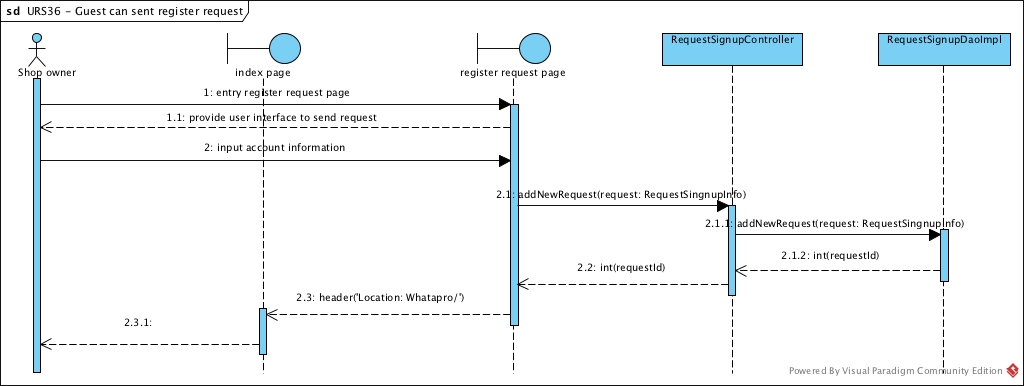 sd URS36 - Guest can sent register request
RequestSignupController
RequestSignupDaoImpl
Shop owner
index page
register request page
1: entry register request page
1.1: provide user interface to send request
2: input account information
2.1: addNewRequest(request: RequestSingnupInfo)
2.1.1: addNewRequest(request: RequestSingnupInfo)
2.1.2: int(requestId)
2.2: int(requestId)
2.3: header('Location: Whatapro/')
2.3.1:
Powered By Visual Paradigm Community Edition